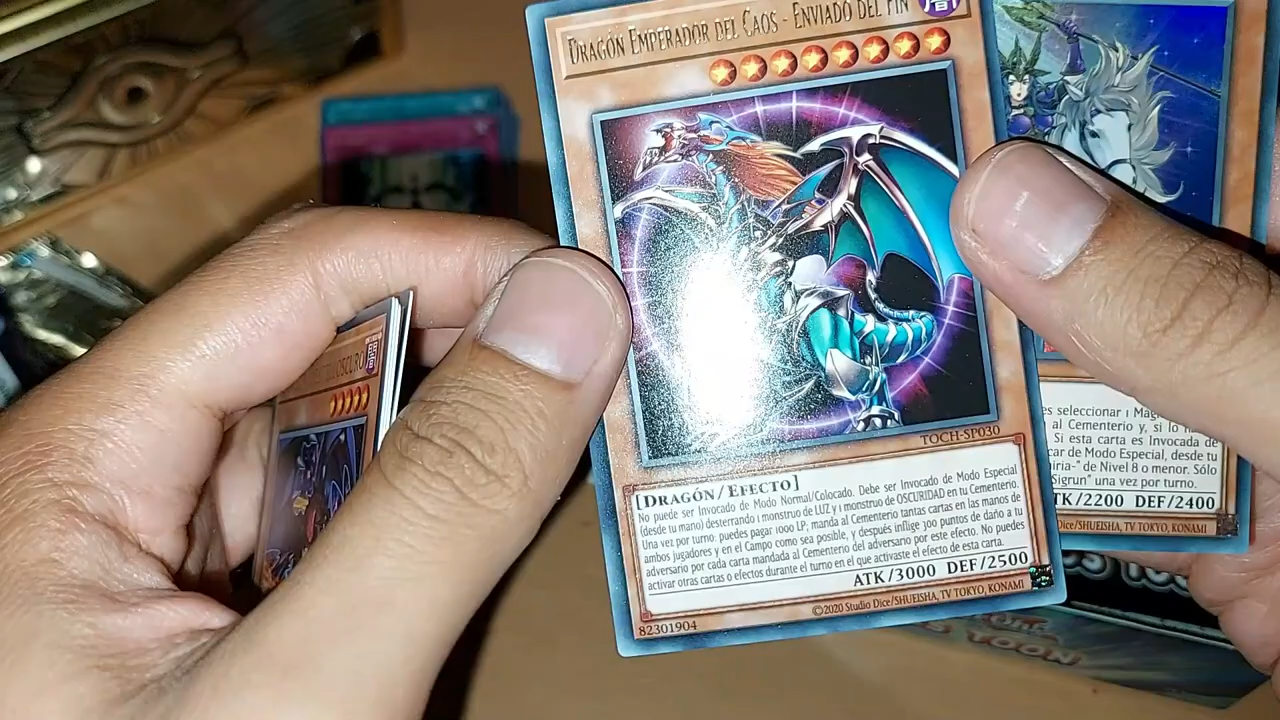 DRAGÓN EMPERADOR DEL CAOS - ENVIADO DEL FIN
闇
TOCH-SP030
[DRAGÓN/EFECTO]
No puede ser Invocado de Modo Normal/Colocado. Debe ser Invocado de Modo Especial
(desde tu mano) desterrando 1 monstruo de LUZ y 1 monstruo de OSCURIDAD en tu Cementerio.
Una vez por turno: puedes pagar 1000 LP; manda al Cementerio tantas cartas en las manos de
ambos jugadores y en el Campo como sea posible, y después inflige 300 puntos de daño a tu
adversario por cada carta mandada al Cementerio del adversario por este efecto. No puedes
activar otras cartas o efectos durante el turno en el que activaste el efecto de esta carta.
ATK/3000 DEF/2500
82301904
©2020 Studio Dice/SHUEISHA, TV TOKYO, KONAMI
OSCURO
es seleccionar 1
al Cementerio y, si lo
Si esta carta es Invocada de
car de Modo Especial, desde tu
iria-" de Nivel 8 o menor. Sólo
Sigrun" una vez por turno.
TK/2200 DEF/2400
Dice/SHUEISHA, TV TOKYO, KONAMI
TOON